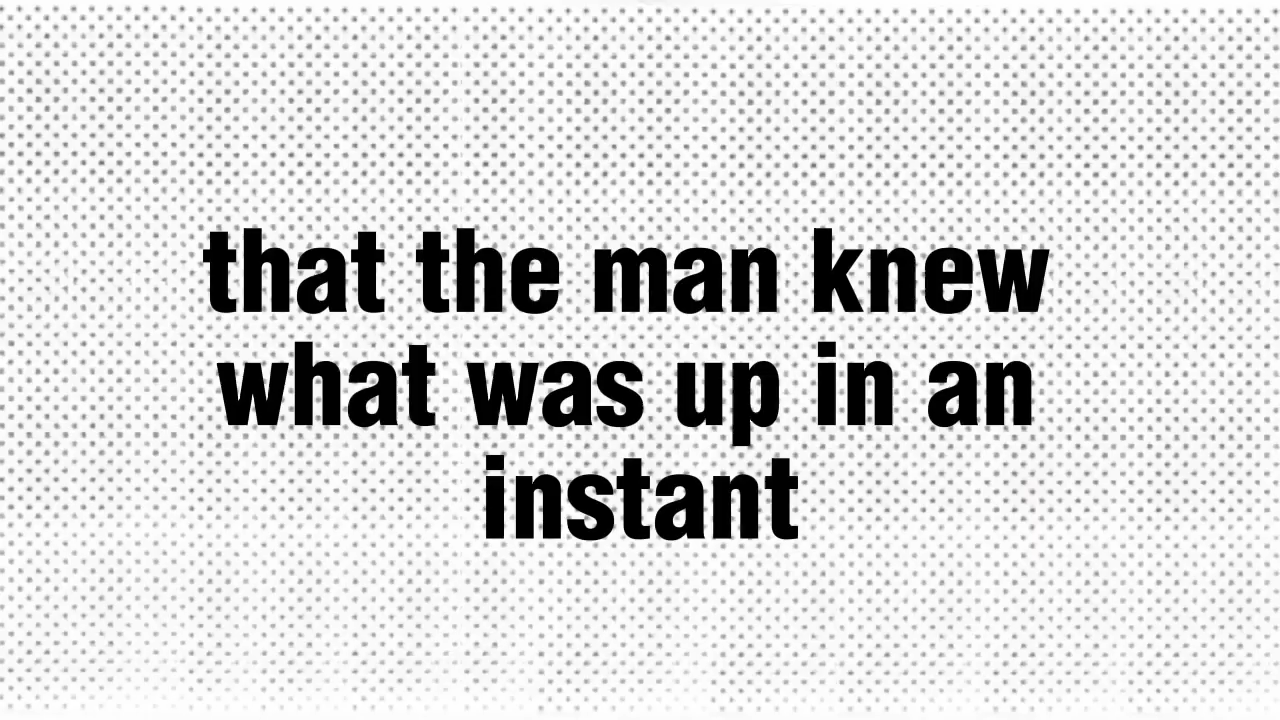 that the man knew
what was up in an
instant